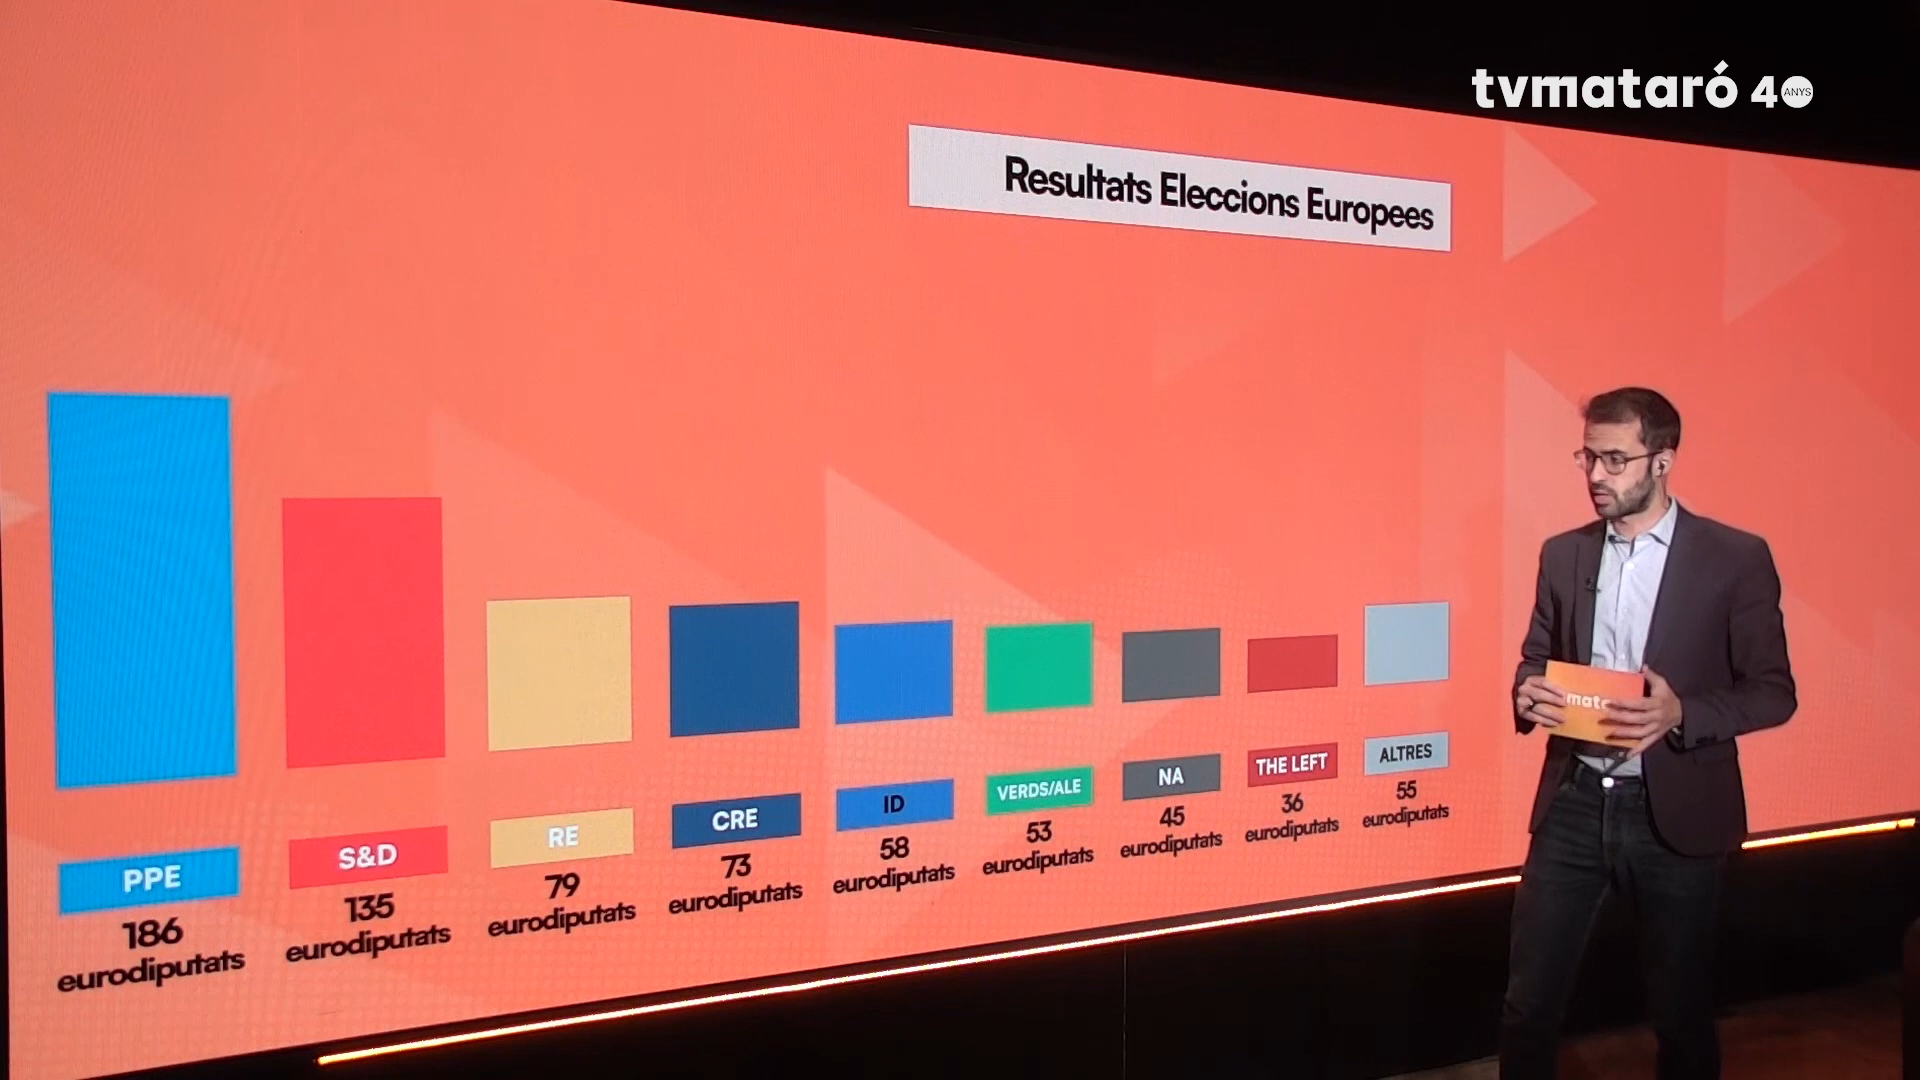 tvmataró 40 ANYS
Resultats Eleccions Europees
PPE
186
eurodiputats
S&D
135
eurodiputats
RE
79
eurodiputats
CRE
73
eurodiputats
ID
58
eurodiputats
VERDS/ALE
53
eurodiputats
NA
45
eurodiputats
THE LEFT
36
eurodiputats
ALTRES
55
eurodiputats